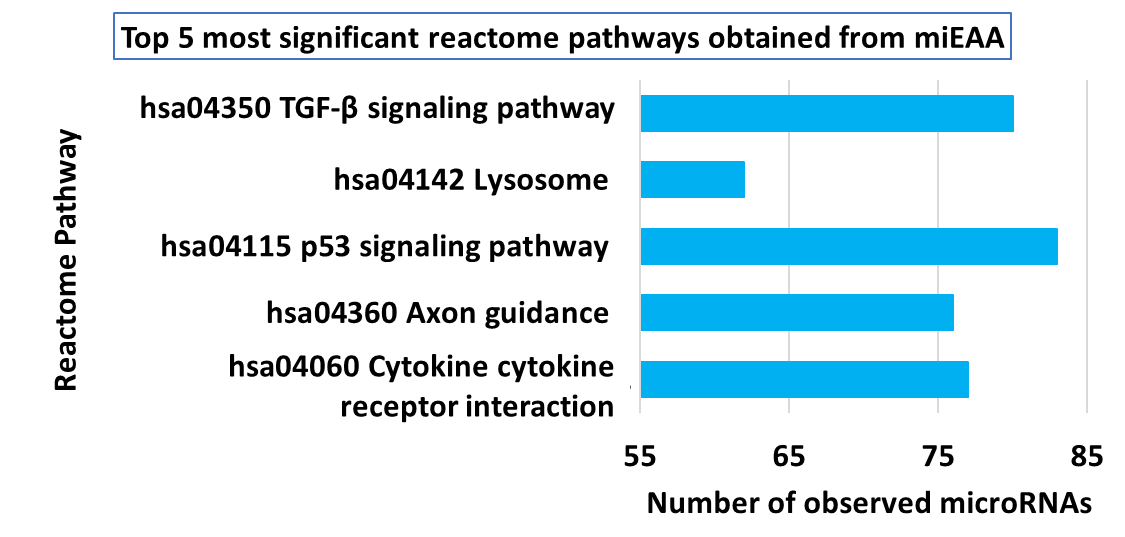 Top 5 most significant reactome pathways obtained from miEAA
Reactome Pathway
hsa04350 TGF-β signaling pathway
hsa04142 Lysosome
hsa04115 p53 signaling pathway
hsa04360 Axon guidance
hsa04060 Cytokine cytokine
receptor interaction
55 65 75 85
Number of observed microRNAs